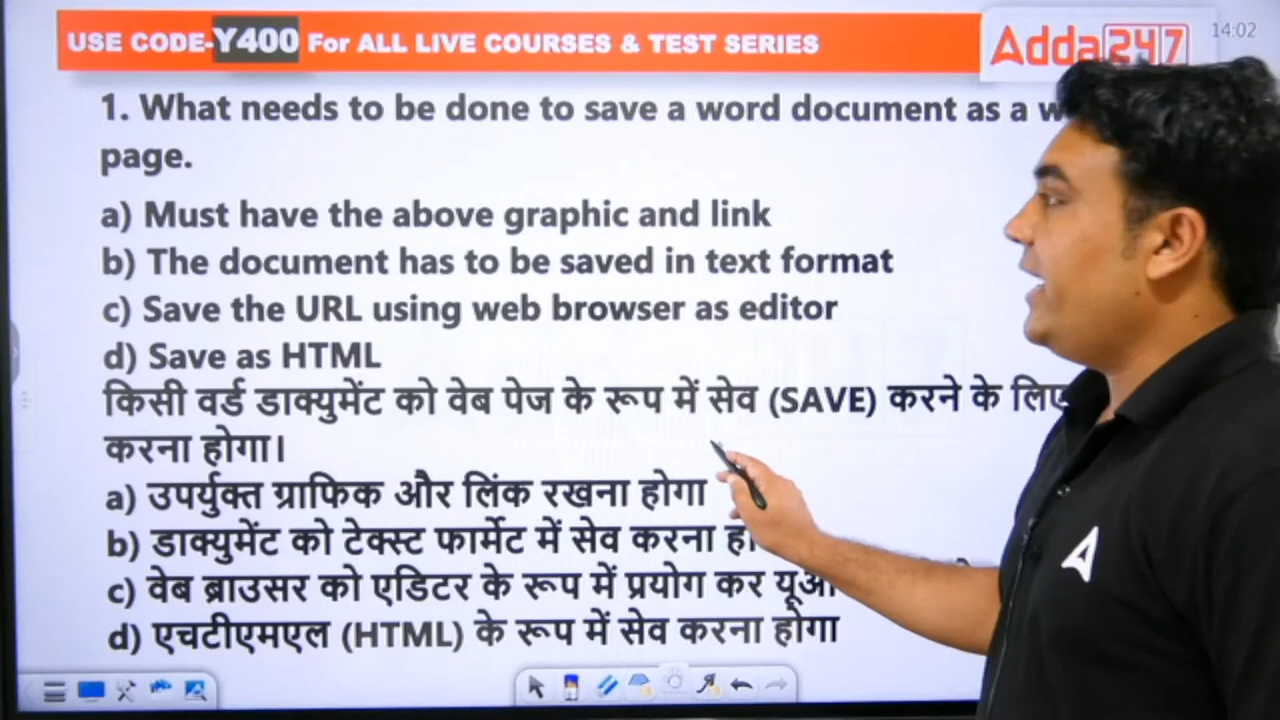 USE CODE-Y400 For ALL LIVE COURSES & TEST SERIES
Adda247
14:02
1. What needs to be done to save a word document as a
page.
a) Must have the above graphic and link
b) The document has to be saved in text format
c) Save the URL using web browser as editor
d) Save as HTML
किसी वर्ड डाक्युमेंट को वेब पेज के रूप में सेव (SAVE) करने के लिए
करना होगा।
a) उपर्युक्त ग्राफिक और लिंक रखना होगा
b) डाक्युमेंट को टेक्स्ट फार्मेट में सेव करना
c) वेब ब्राउसर को एडिटर के रूप में प्रयोग कर
d) एचटीएमएल (HTML) के रूप में सेव करना होगा